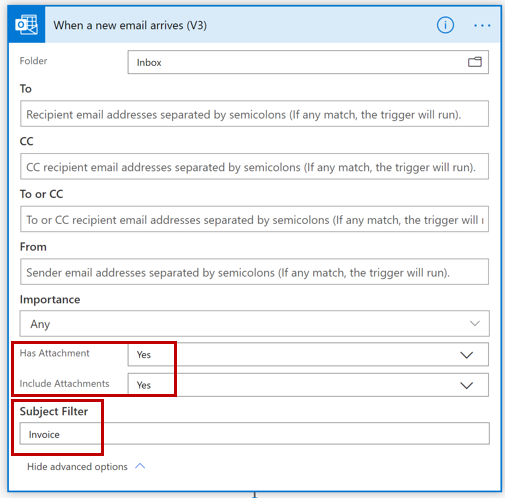 When a new email arrives (V3)
Folder
Inbox
To
Recipient email addresses separated by semicolons (If any match, the trigger will run).
CC
CC recipient email addresses separated by semicolons (If any match, the trigger will run).
To or CC
To or CC recipient email addresses separated by semicolons (If any match, the trigger will
From
Sender email addresses separated by semicolons (If any match, the trigger will run).
Importance
Any
Has Attachment
Yes
Include Attachments
Yes
Subject Filter
Invoice
Hide advanced options